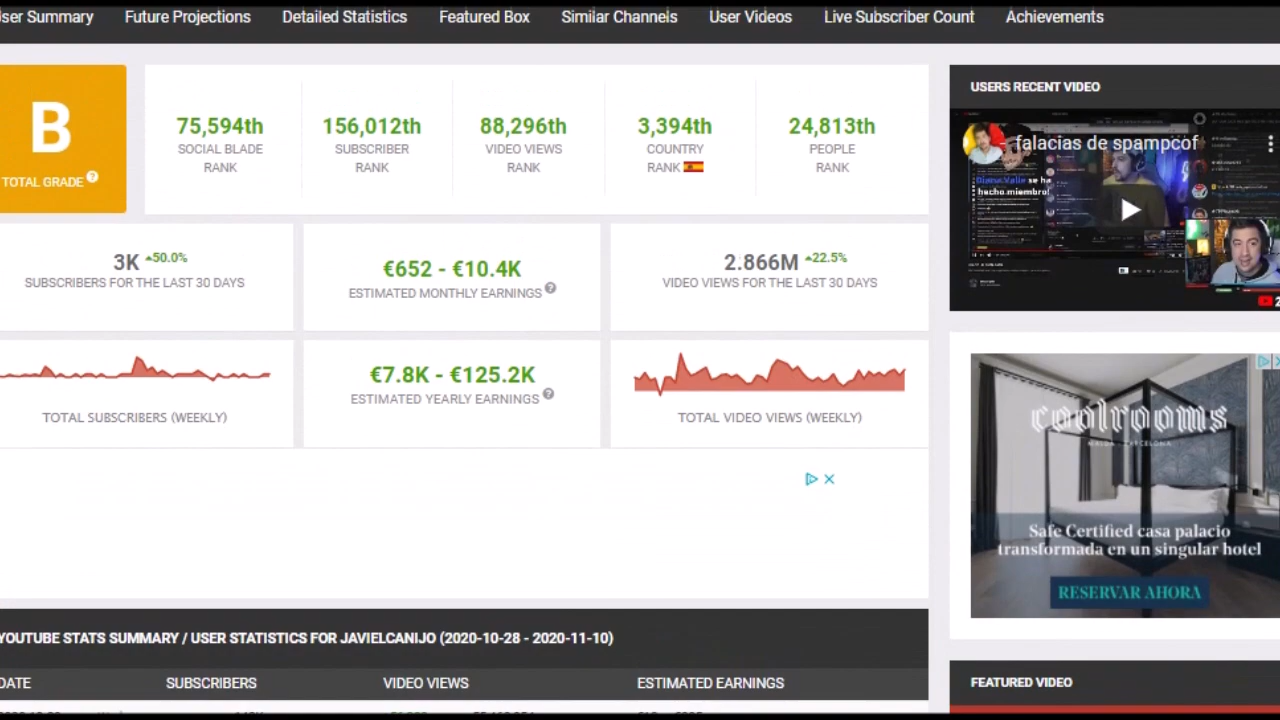 ser Summary Future Projections Detailed Statistics Featured Box Similar Channels User Videos Live Subscriber Count Achievements
B
TOTAL GRADE
75,594th
SOCIAL BLADE
RANK
156,012th
SUBSCRIBER
RANK
88,296th
VIDEO VIEWS
RANK
3,394th
COUNTRY
RANK
24,813th
PEOPLE
RANK
3K 50.0%
SUBSCRIBERS FOR THE LAST 30 DAYS
€652 - €10.4K
ESTIMATED MONTHLY EARNINGS
2.866M 22.5%
VIDEO VIEWS FOR THE LAST 30 DAYS
TOTAL SUBSCRIBERS (WEEKLY)
€7.8K - €125.2K
ESTIMATED YEARLY EARNINGS
TOTAL VIDEO VIEWS (WEEKLY)
YOUTUBE STATS SUMMARY / USER STATISTICS FOR JAVIELCANIJO (2020-10-28 - 2020-11-10)
DATE SUBSCRIBERS VIDEO VIEWS ESTIMATED EARNINGS
USERS RECENT VIDEO
falacias de spampcof
se ha
hecho miembro!
coolrooms
Safe Certified casa palacio
transformada en un singular hotel
RESERVAR AHORA
FEATURED VIDEO